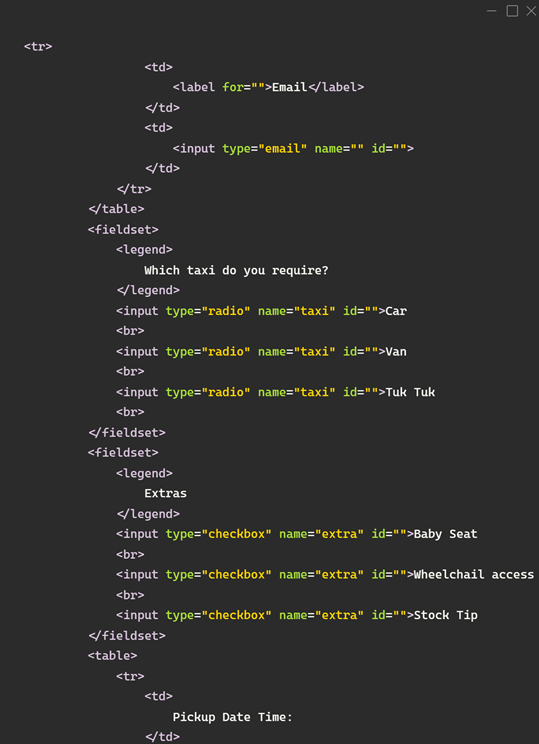 <tr>
<td>
<label for="">Email</label>
</td>
<td>
<input type="email" name="" id="">
</td>
</tr>
</table>
<fieldset>
<legend>
Which taxi do you require?
</legend>
<input type="radio" name="taxi" id="">Car
<br>
<input type="radio" name="taxi" id="">Van
<br>
<input type="radio" name="taxi" id="">Tuk Tuk
<br>
</fieldset>
<fieldset>
<legend>
Extras
</legend>
<input type="checkbox" name="extra" id="">Baby Seat
<br>
<input type="checkbox" name="extra" id="">Wheelchail access
<br>
<input type="checkbox" name="extra" id="">Stock Tip
</fieldset>
<table>
<tr>
<td>
Pickup Date Time:
</td>